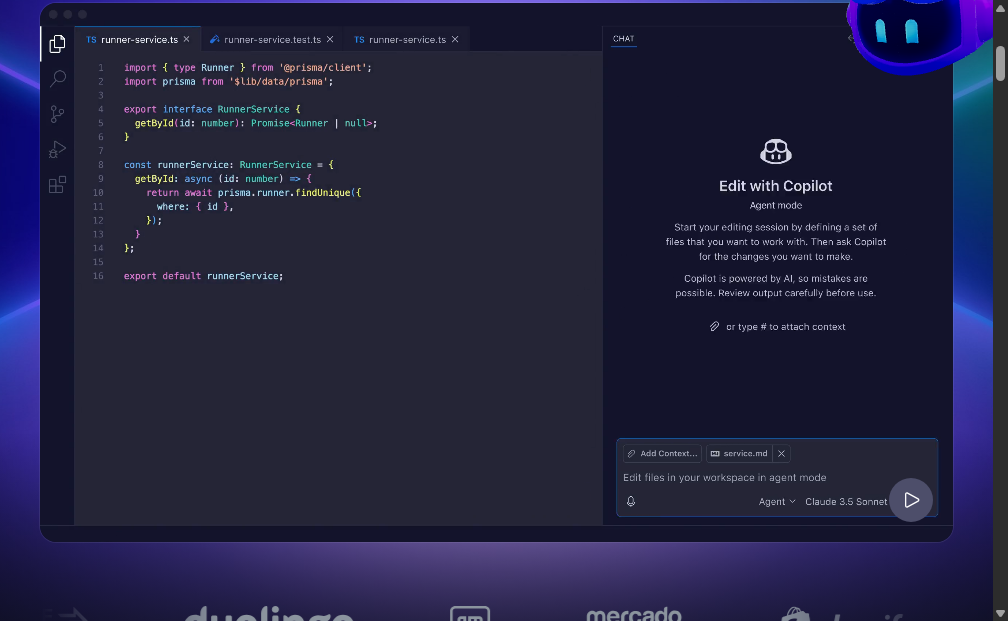 TS runner-service.ts
runner-service.test.ts
TS runner-service.ts
1 import { type Runner } from '@prisma/client';
2 import prisma from '$lib/data/prisma';
3
4 export interface RunnerService {
5 getById(id: number): Promise<Runner | null>;
6 }
7
8 const runnerService: RunnerService = {
9 getById: async (id: number) => {
10 return await prisma.runner.findUnique({
11 where: { id },
12 });
13 }
14 };
15
16 export default runnerService;
CHAT
Edit with Copilot
Agent mode
Start your editing session by defining a set of
files that you want to work with. Then ask Copilot
for the changes you want to make.
Copilot is powered by AI, so mistakes are
possible. Review output carefully before use.
or type # to attach context
Add Context...
service.md
Edit files in your workspace in agent mode
Agent
Claude 3.5 Sonnet
duolingo
mercado